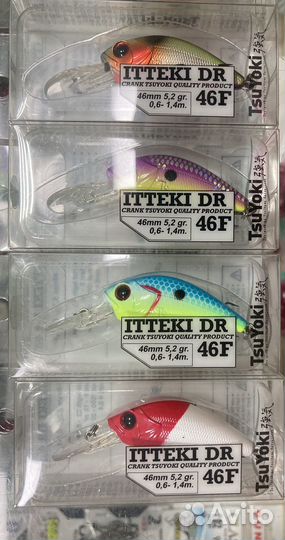 ITTEKI DR
CRANK TSUYOKI QUALITY PRODUCT
46mm 5,2 gr.
0,6- 1,4m.
46F
TsuYoki
ITTEKI DR
CRANK TSUYOKI QUALITY PRODUCT
46mm 5,2 gr.
0,6- 1,4m.
46F
TsuYoki
ITTEKI DR
CRANK TSUYOKI QUALITY PRODUCT
46mm 5,2 gr.
0,6- 1,4m.
46F
TsuYoki
ITTEKI DR
CRANK TSUYOKI QUALITY PRODUCT
46mm 5,2 gr.
0,6- 1,4m.
46F
TsuYoki
Avito